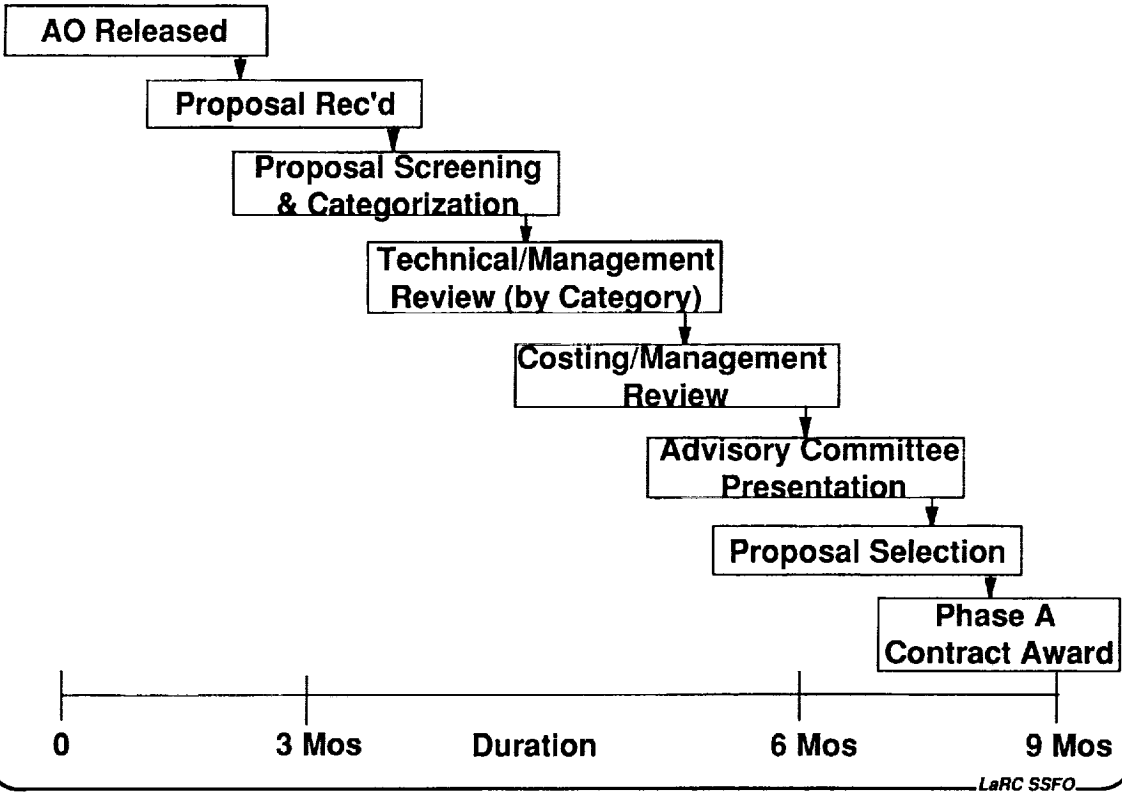 AO Released
Proposal Rec'd
Proposal Screening
& Categorization
Technical/Management
Review (by Category)
Costing/Management
Review
Advisory Committee
Presentation
Proposal Selection
Phase A
Contract Award
0 3 Mos Duration 6 Mos 9 Mos
LaRC SSFO